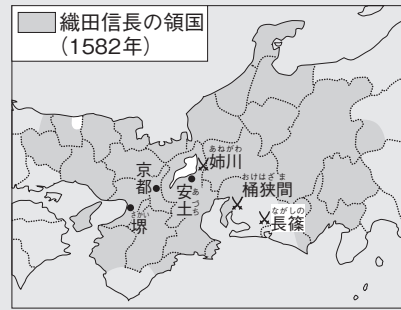 織田信長の領国
(1582年)
あねがわ
姉川
京都
安土
あづち
おけはざま
桶狭間
ながしの
長篠
さかい
堺